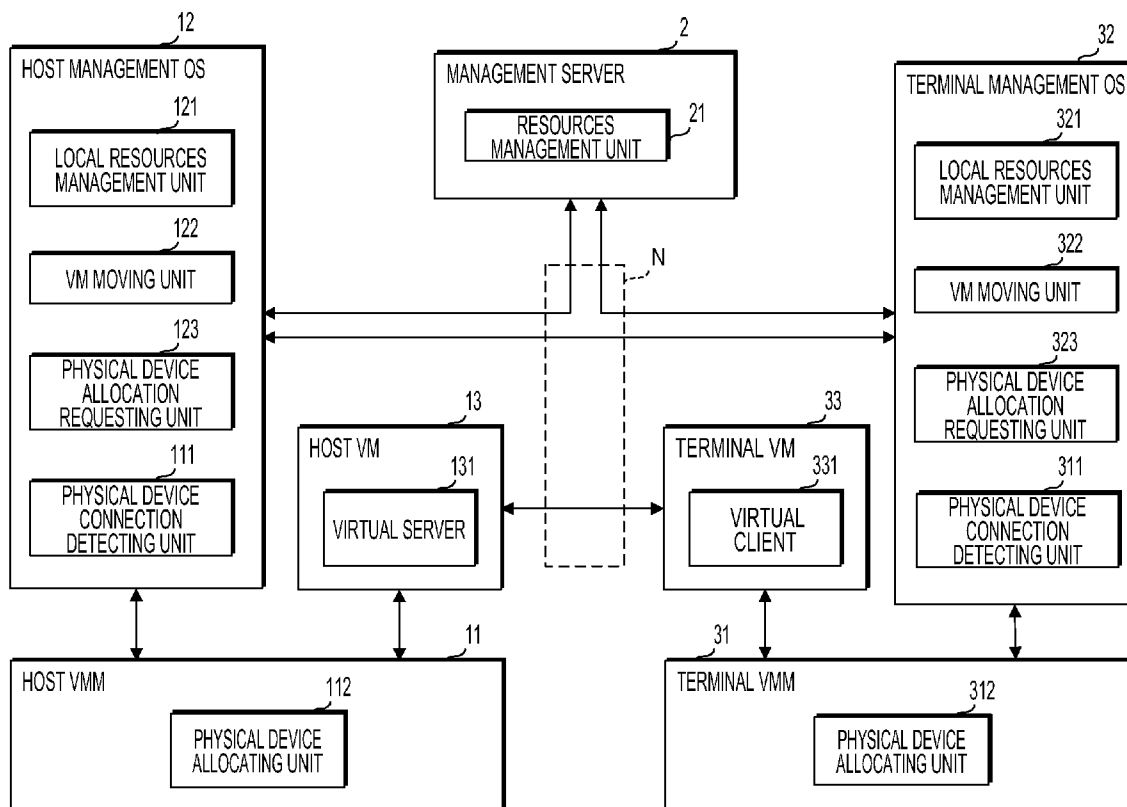 12
HOST MANAGEMENT OS
121
LOCAL RESOURCES
MANAGEMENT UNIT
122
VM MOVING UNIT
123
PHYSICAL DEVICE
ALLOCATION
REQUESTING UNIT
111
PHYSICAL DEVICE
CONNECTION
DETECTING UNIT
2
MANAGEMENT SERVER
21
RESOURCES
MANAGEMENT UNIT
N
32
TERMINAL MANAGEMENT OS
321
LOCAL RESOURCES
MANAGEMENT UNIT
322
VM MOVING UNIT
323
PHYSICAL DEVICE
ALLOCATION
REQUESTING UNIT
311
PHYSICAL DEVICE
CONNECTION
DETECTING UNIT
13
HOST VM
131
VIRTUAL SERVER
33
TERMINAL VM
331
VIRTUAL
CLIENT
11
HOST VMM
112
PHYSICAL DEVICE
ALLOCATING UNIT
31
TERMINAL VMM
312
PHYSICAL DEVICE
ALLOCATING UNIT